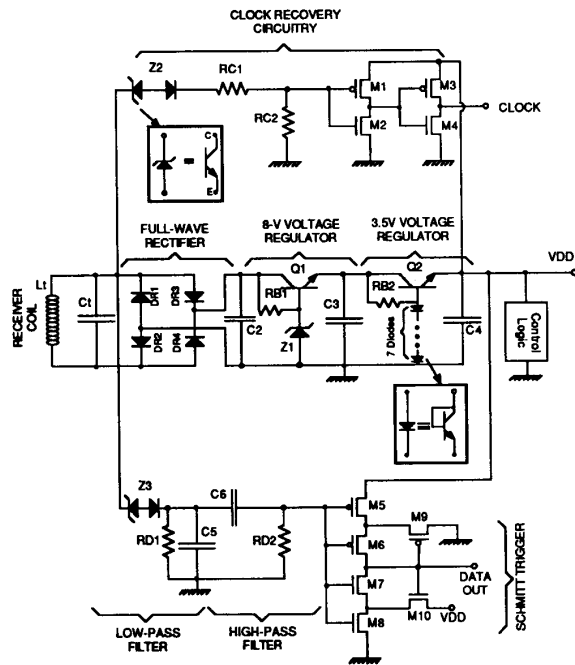 CLOCK RECOVERY
CIRCUITRY
Z2
RC1
RC2
M1
M2
M3
M4
CLOCK
C
E
FULL-WAVE
RECTIFIER
8-V VOLTAGE
REGULATOR
3.5V VOLTAGE
REGULATOR
VDD
RECEIVER
COIL
Lt
Ct
DR1
DR3
DR2
DR4
C2
RB1
Q1
Z1
C3
RB2
Q2
7 Diodes
C4
Control
Logic
Z3
RD1
C5
C6
RD2
M5
M9
M6
M7
M8
M10
VDD
DATA
OUT
SCHMITT TRIGGER
LOW-PASS
FILTER
HIGH-PASS
FILTER